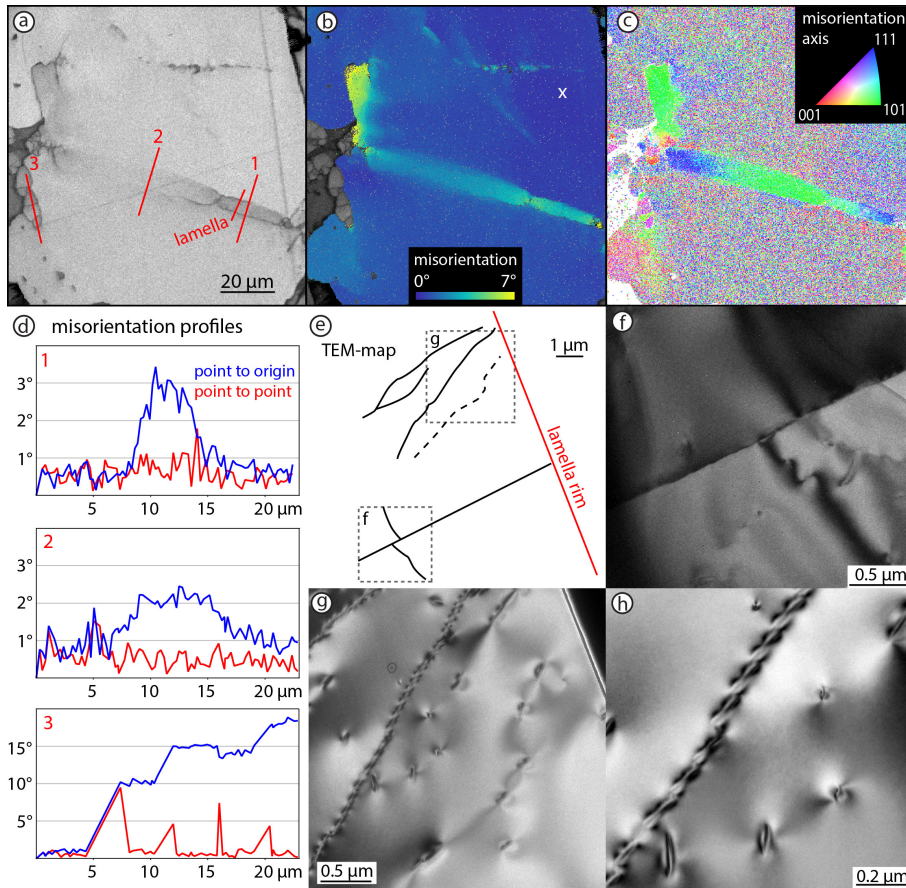 a
3
2
1
lamella
20 µm
b
x
misorientation
0°
7°
c
misorientation
axis
111
001
101
d
misorientation profiles
1
point to origin
point to point
3°
2°
1°
5
10
15
20 µm
2
3°
2°
1°
5
10
15
20 µm
3
15°
10°
5°
5
10
15
20 µm
e
TEM-map
g
1 µm
lamella rim
f
f
0.5 µm
g
0.5 µm
h
0.2 µm